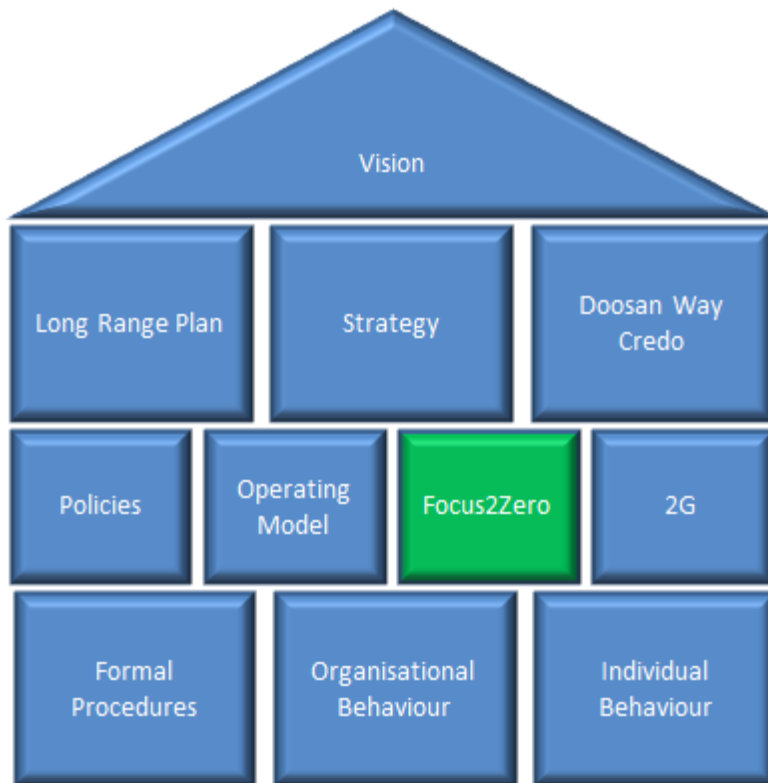 Vision
Long Range Plan
Strategy
Doosan Way
Credo
Policies
Operating
Model
Focus2Zero
2G
Formal
Procedures
Organisational
Behaviour
Individual
Behaviour